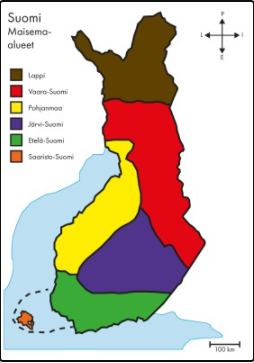 Suomi
Maisema-
alueet
P
L
I
E
Lappi
Vaara-Suomi
Pohjanmaa
Järvi-Suomi
Etelä-Suomi
Saaristo-Suomi
100 km